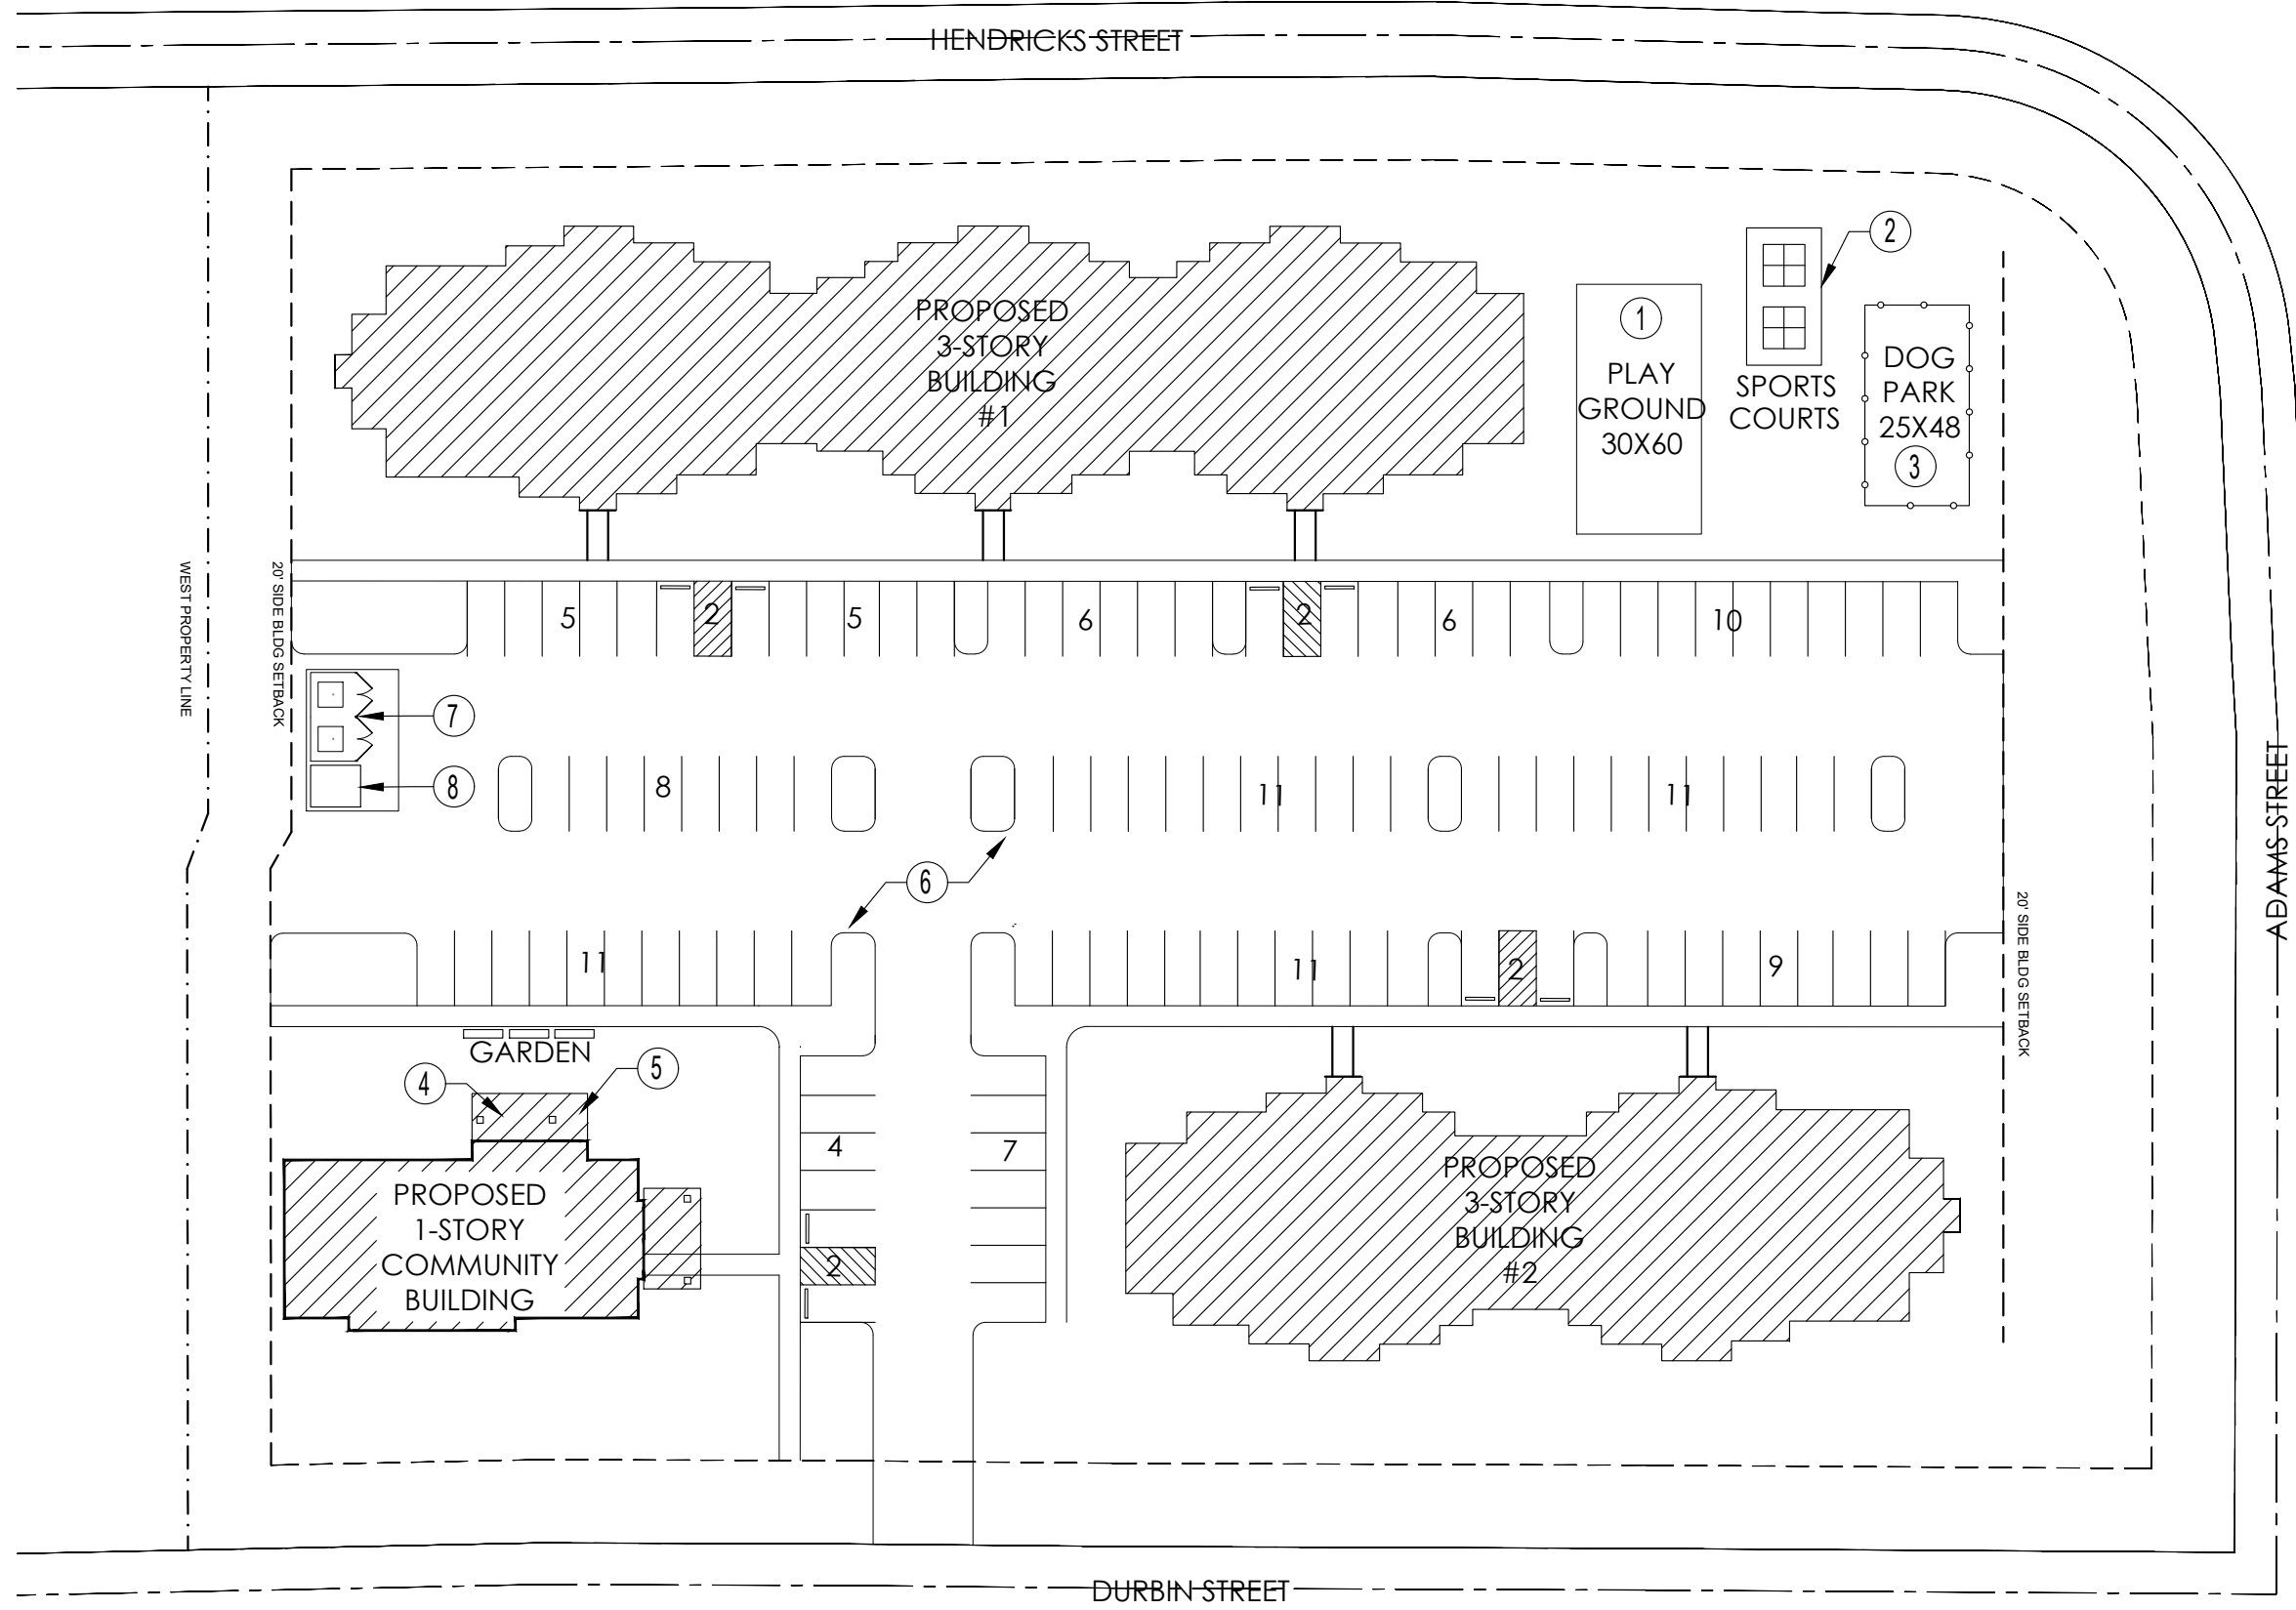 HENDRICKS STREET
2
1
PROPOSED
3-STORY
BUILDING
#1
PLAY
GROUND
30X60
SPORTS
COURTS
DOG
PARK
25X48
3
WEST PROPERTY LINE
20' SIDE BLDG SETBACK
5
2
5
6
2
6
10
7
8
8
11
11
ADAMS STREET
6
11
11
2
9
20' SIDE BLDG SETBACK
GARDEN
4
5
4
7
PROPOSED
1-STORY
COMMUNITY
BUILDING
2
PROPOSED
3-STORY
BUILDING
#2
DURBIN STREET